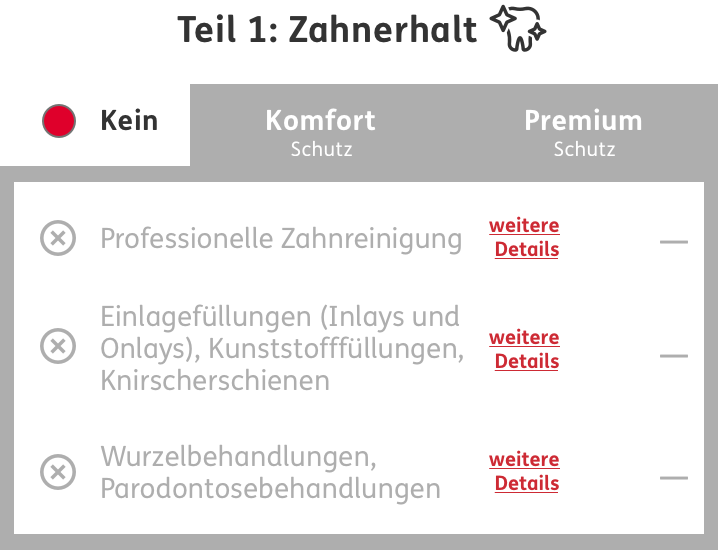 Teil 1: Zahnerhalt
Kein
Komfort
Schutz
Premium
Schutz
Professionelle Zahnreinigung
weitere
Details
—
Einlagefüllungen (Inlays und
Onlays), Kunststofffüllungen,
Knirscherschienen
weitere
Details
—
Wurzelbehandlungen,
Parodontosebehandlungen
weitere
Details
—